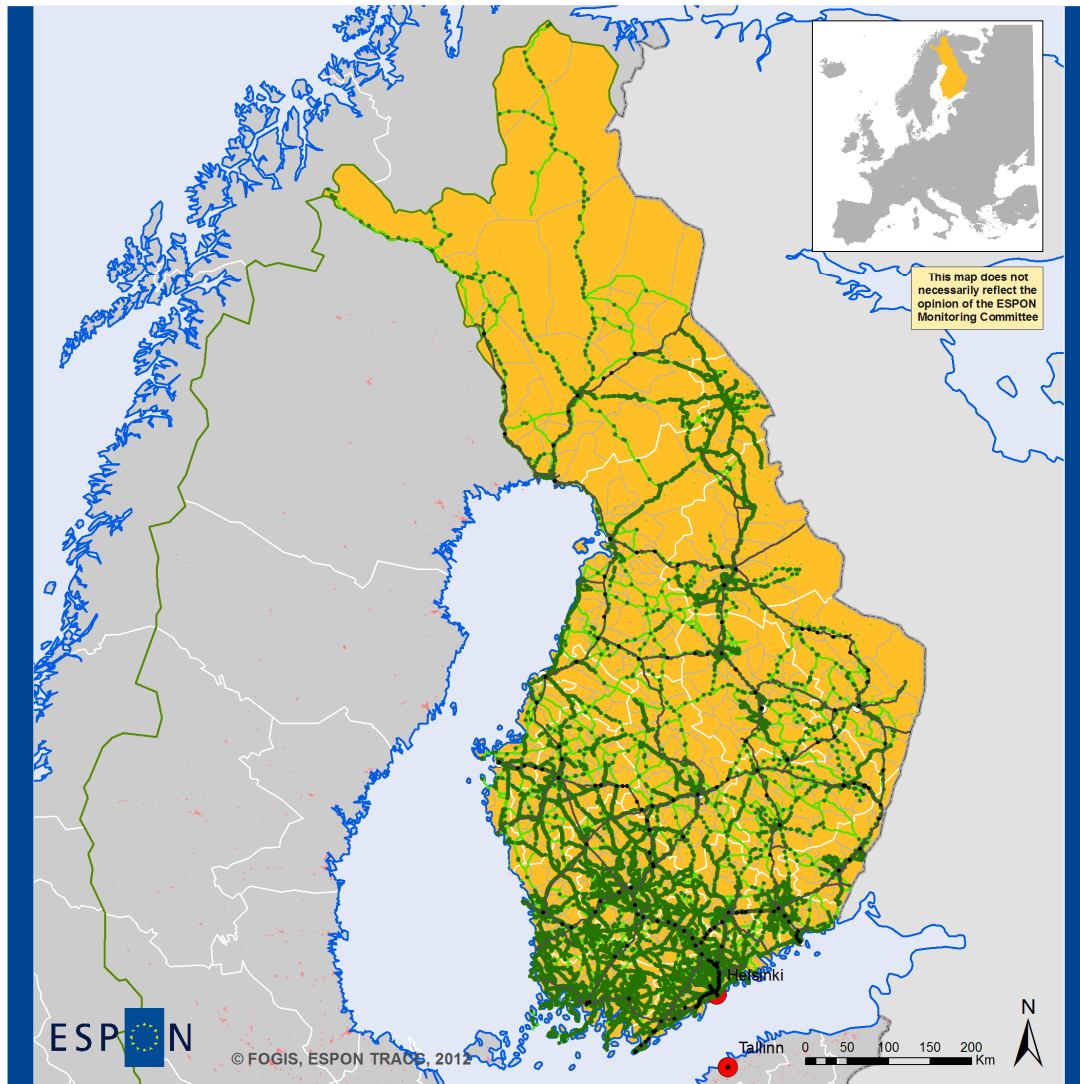 This map does not
necessarily reflect the
opinion of the ESPON
Monitoring Committee
Helsinki
Tallinn
N
0 50 100 150 200
Km
ESPON
© FOGIS, ESPON TRACC, 2012